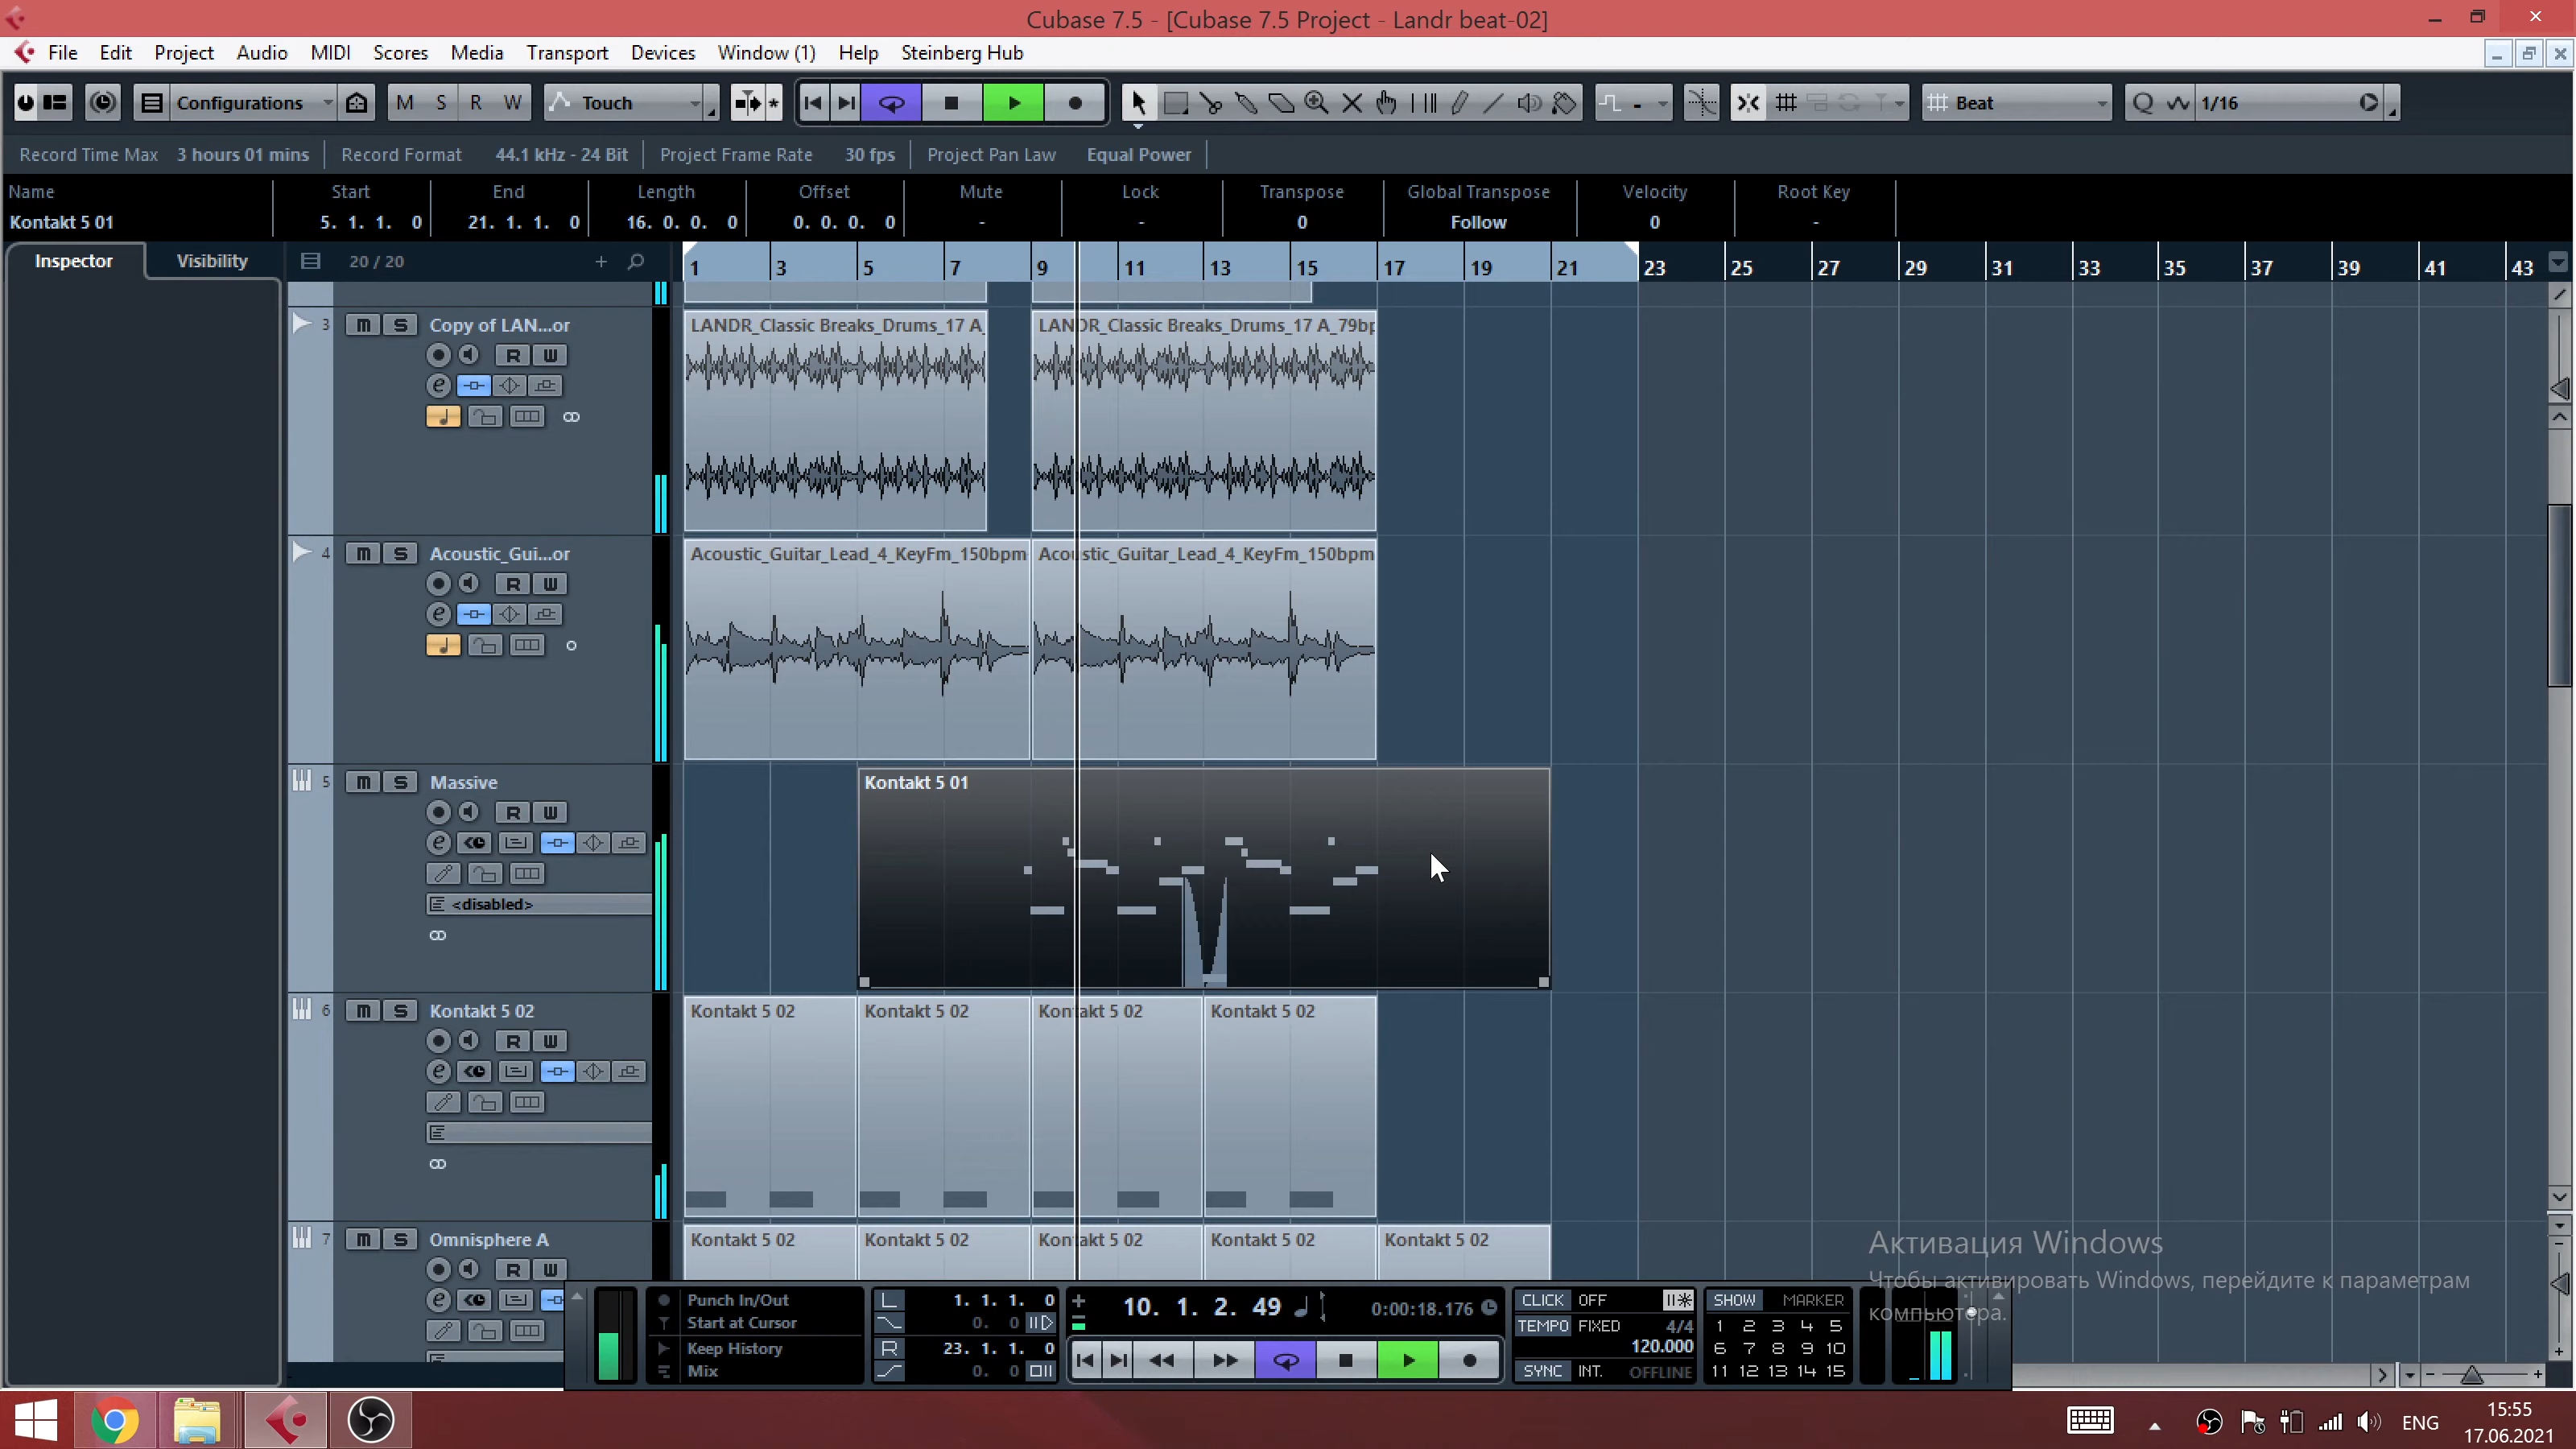 Cubase 7.5 - [Cubase 7.5 Project - Landr beat-02]
File Edit Project Audio MIDI Scores Media Transport Devices Window (1) Help Steinberg Hub
Configurations M S R W Touch Beat Q 1/16
Record Time Max 3 hours 01 mins Record Format 44.1 kHz - 24 Bit Project Frame Rate 30 fps Project Pan Law Equal Power
Name Start End Length Offset Mute Lock Transpose Global Transpose Velocity Root Key
Kontakt 5 01 5. 1. 1. 0 21. 1. 1. 0 16. 0. 0. 0 0. 0. 0. 0 - - 0 Follow 0 -
Inspector Visibility 20 / 20 1 3 5 7 9 11 13 15 17 19 21 23 25 27 29 31 33 35 37 39 41 43
3 m S Copy of LAN...or LANDR_Classic Breaks_Drums_17 A_ LANDR_Classic Breaks_Drums_17 A_79bp
R W
e
4 m S Acoustic_Gui...or Acoustic_Guitar_Lead_4_KeyFm_150bpm Acoustic_Guitar_Lead_4_KeyFm_150bpm
R W
e
5 m S Massive Kontakt 5 01
R W
e
<disabled>
6 m S Kontakt 5 02 Kontakt 5 02 Kontakt 5 02 Kontakt 5 02 Kontakt 5 02
R W
e
7 m S Omnisphere A Kontakt 5 02 Kontakt 5 02 Kontakt 5 02 Kontakt 5 02 Kontakt 5 02
R W
e
Активация Windows
Чтобы активировать Windows, перейдите к параметрам
компьютера.
Punch In/Out L 1. 1. 1. 0 10. 1. 2. 49 0:00:18.176 CLICK OFF SHOW MARKER
Start at Cursor 0. 0 TEMPO FIXED 4/4 1 2 3 4 5
Keep History R 23. 1. 1. 0 120.000 6 7 8 9 10
Mix 0. 0 SYNC INT. OFFLINE 11 12 13 14 15
ENG 15:55
17.06.2021